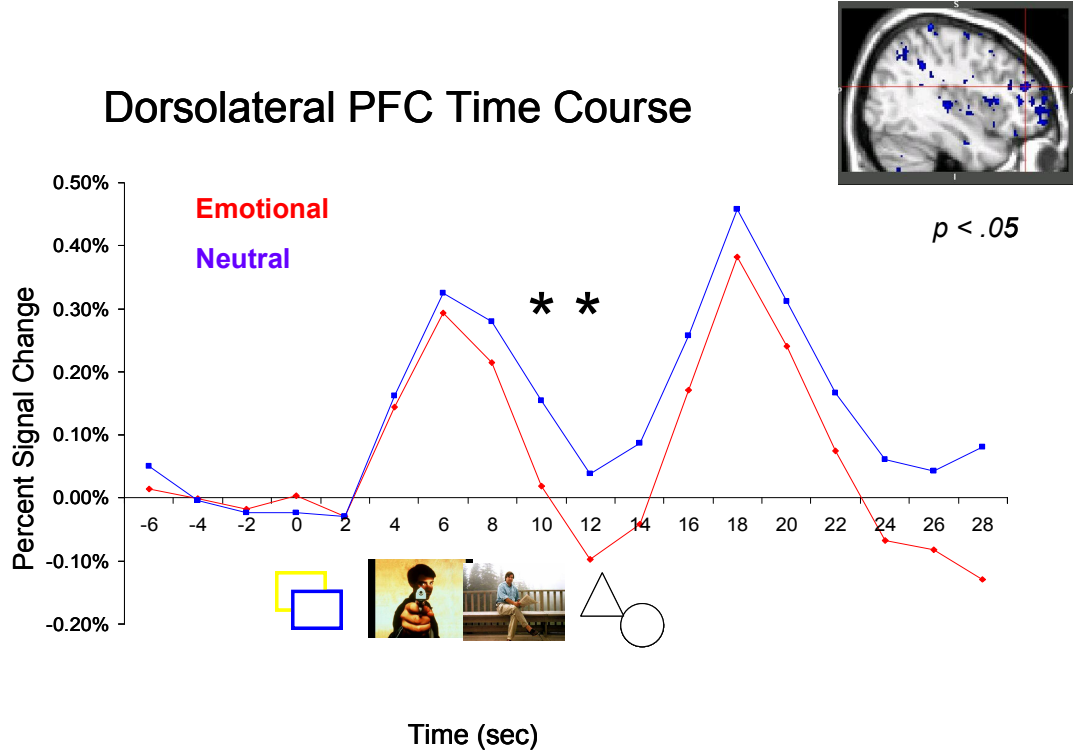 S
A
I
Dorsolateral PFC Time Course
p < .05
Emotional
Neutral
* *
Percent Signal Change
0.50%
0.40%
0.30%
0.20%
0.10%
0.00%
-0.10%
-0.20%
-6 -4 -2 0 2 4 6 8 10 12 14 16 18 20 22 24 26 28
Time (sec)